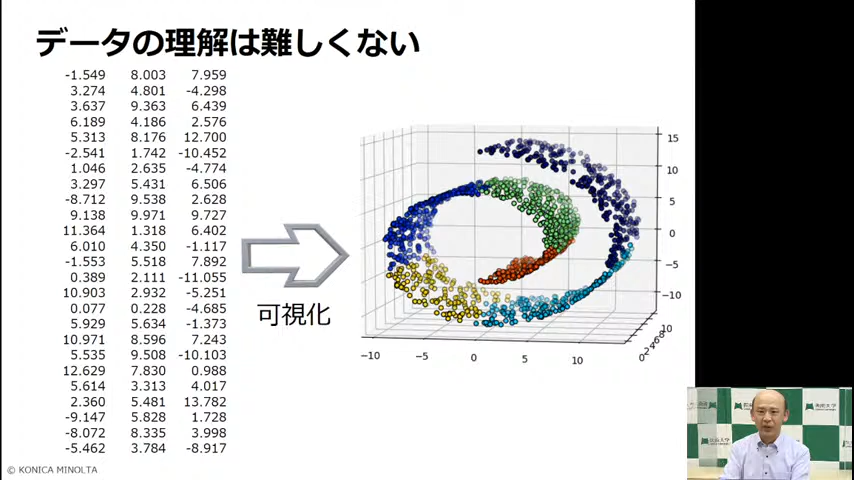 データの理解は難しくない
-1.549 8.003 7.959
3.274 4.801 -4.298
3.637 9.363 6.439
6.189 4.186 2.576
5.313 8.176 12.700
-2.541 1.742 -10.452
1.046 2.635 -4.774
3.297 5.431 6.506
-8.712 9.538 2.628
9.138 9.971 9.727
11.364 1.318 6.402
6.010 4.350 -1.117
-1.553 5.518 7.892
0.389 2.111 -11.055
10.903 2.932 -5.251
0.077 0.228 -4.685
5.929 5.634 -1.373
10.971 8.596 7.243
5.535 9.508 -10.103
12.629 7.830 0.988
5.614 3.313 4.017
2.360 5.481 13.782
-9.147 5.828 1.728
-8.072 8.335 3.998
-5.462 3.784 -8.917
可視化
15
10
5
0
−5
−10
−10 −5 0 5 10
0 2 4 6 8 10
© KONICA MINOLTA